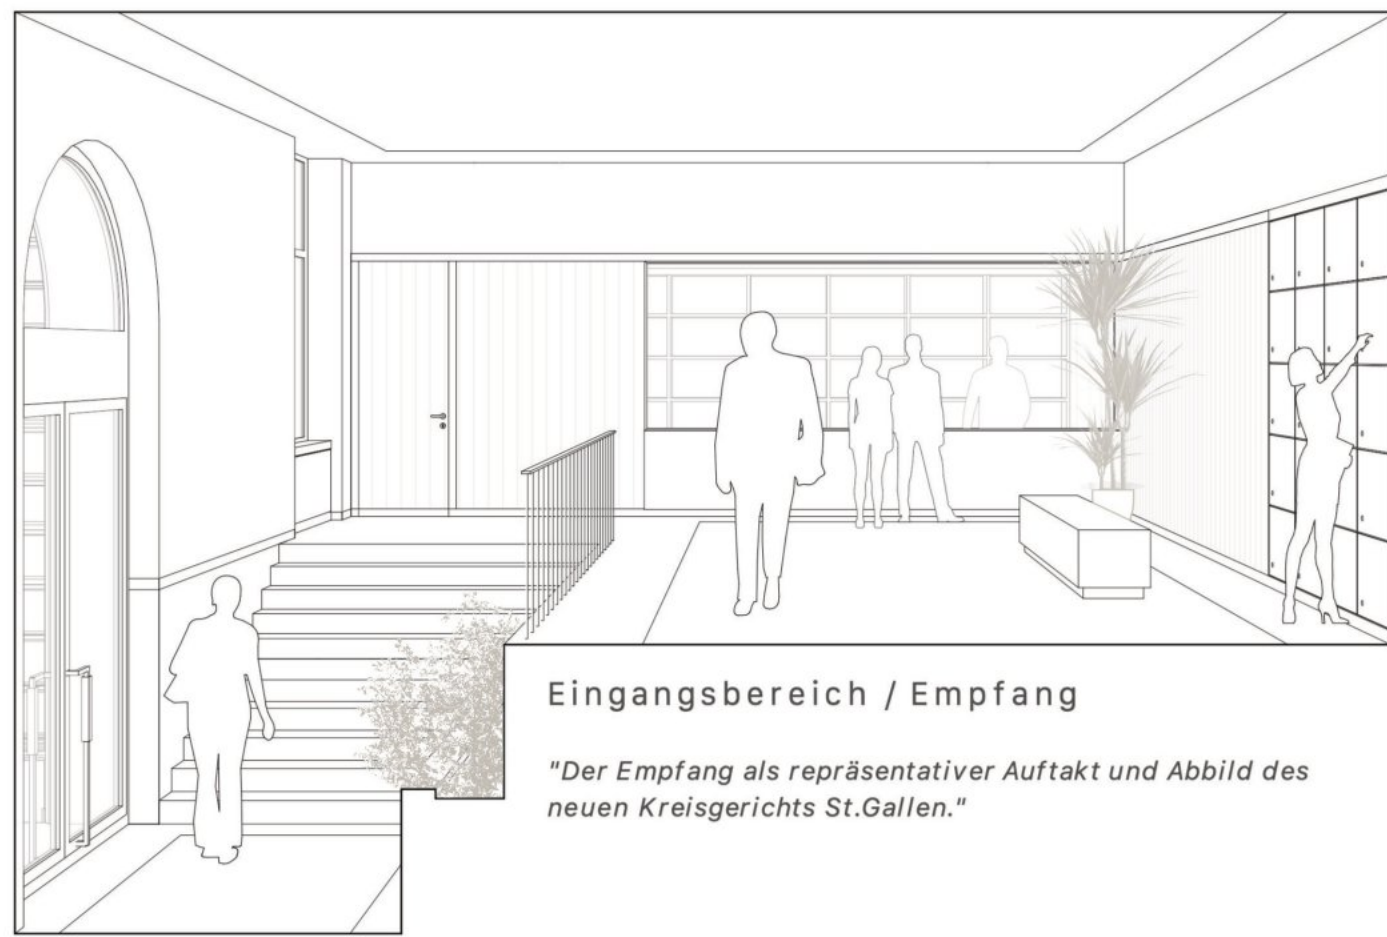 Eingangsbereich / Empfang
"Der Empfang als repräsentativer Auftakt und Abbild des
neuen Kreisgerichts St.Gallen."